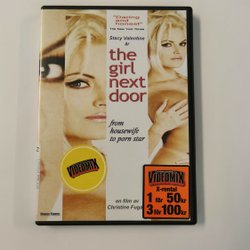 "Daring
and honest"
The New York Times
Stacy Valentine
is
the
girl
next
door
from
housewife
to porn star
VIDEOMIX
VIDEOMIX
X-rental
1 för 50kr
3 för 100kr
en film av
Christine Fugate